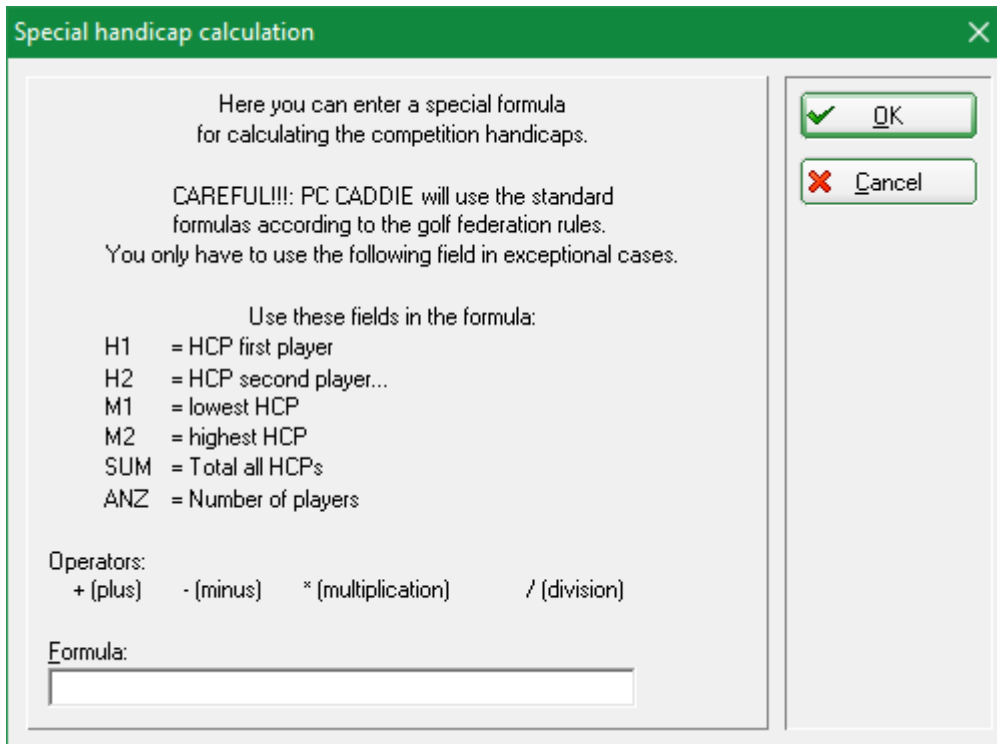 Special handicap calculation
Here you can enter a special formula
for calculating the competition handicaps.
CAREFUL!!!: PC CADDIE will use the standard
formulas according to the golf federation rules.
You only have to use the following field in exceptional cases.
Use these fields in the formula:
H1 = HCP first player
H2 = HCP second player...
M1 = lowest HCP
M2 = highest HCP
SUM = Total all HCPs
ANZ = Number of players
Operators:
+ (plus) - (minus) * (multiplication) / (division)
Formula:
OK
Cancel